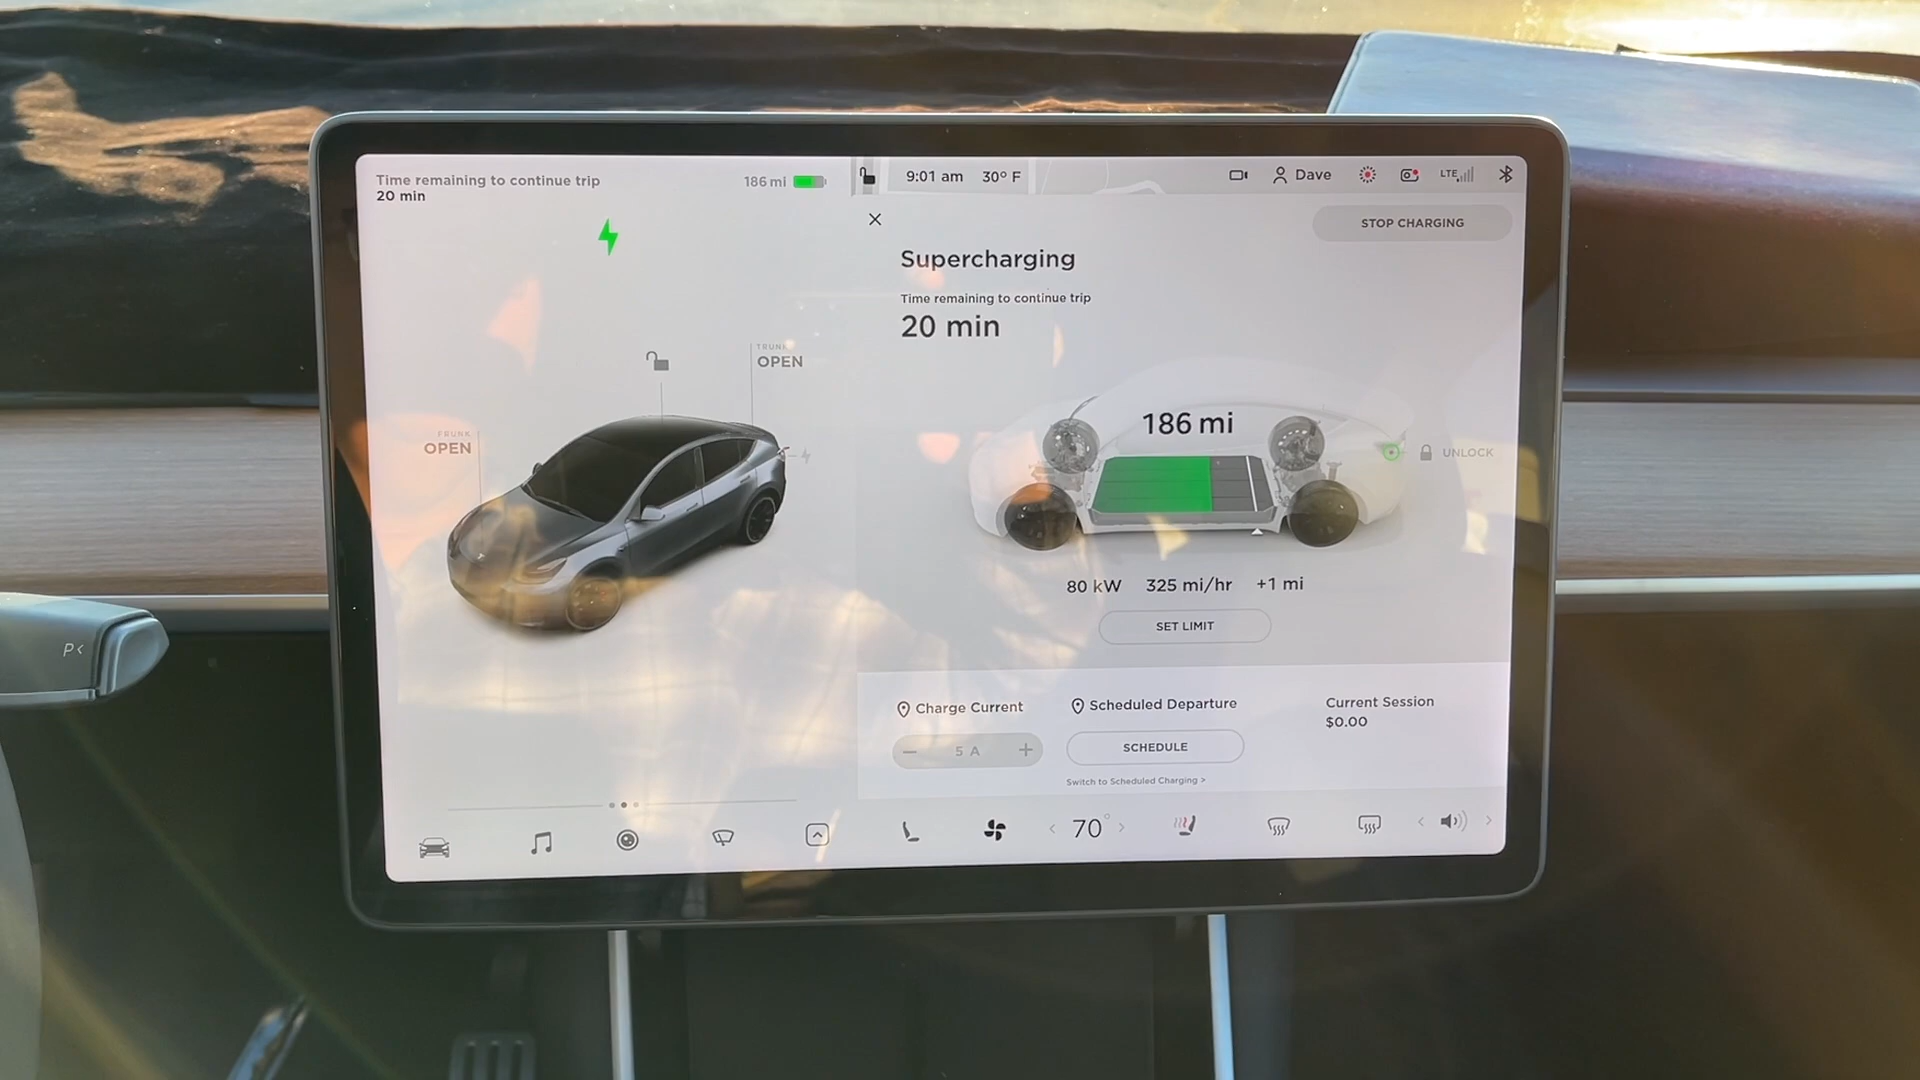 Time remaining to continue trip
20 min
186 mi
9:01 am 30° F
Dave
LTE
STOP CHARGING
Supercharging
Time remaining to continue trip
20 min
TRUNK
OPEN
FRUNK
OPEN
186 mi
UNLOCK
80 kW 325 mi/hr +1 mi
SET LIMIT
P<
Charge Current
- 5 A +
Scheduled Departure
SCHEDULE
Switch to Scheduled Charging >
Current Session
$0.00
< 70° >
< >